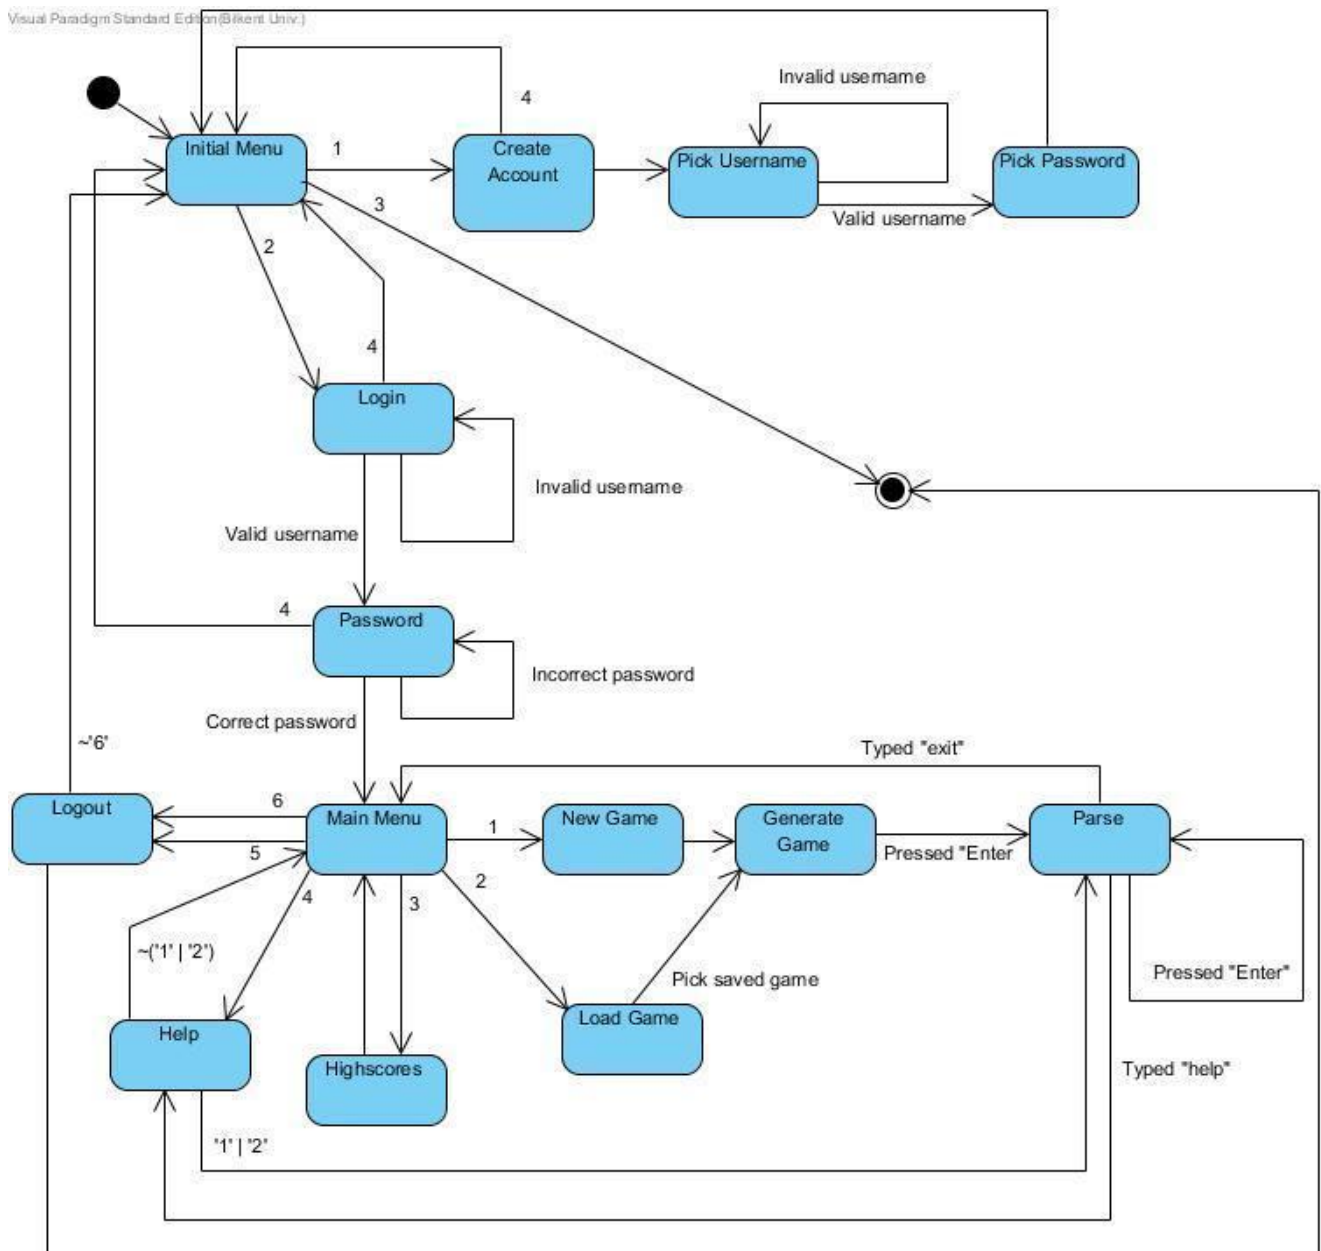 Visual Paradigm Standard Edition(Bilkent Univ.)
Invalid username
4
Initial Menu
1
Create
Account
Pick Username
Pick Password
3
Valid username
2
4
Login
Invalid username
Valid username
4
Password
Incorrect password
Correct password
~'6'
Typed "exit"
Logout
6
Main Menu
1
New Game
Generate
Game
Parse
5
Pressed "Enter
4
3
2
~('1' | '2')
Pick saved game
Pressed "Enter"
Help
Load Game
Highscores
Typed "help"
'1' | '2'